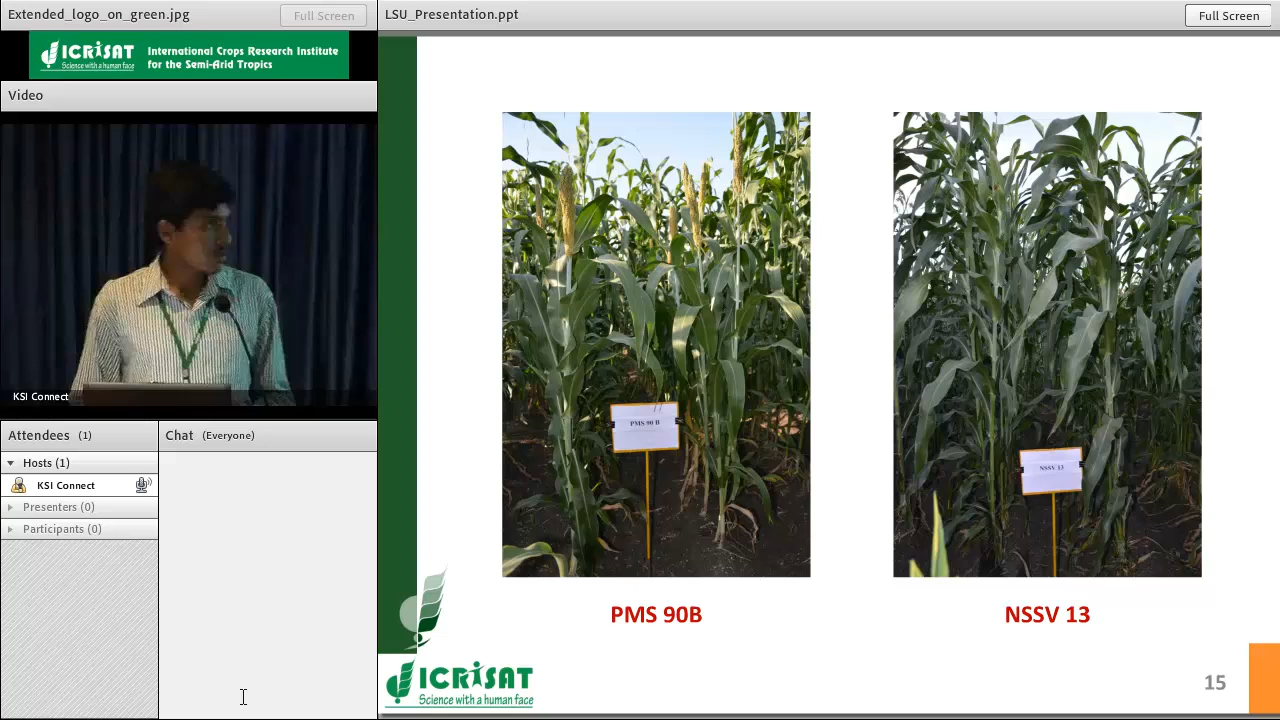 Extended_logo_on_green.jpg
Full Screen
ICRISAT
Science with a human face
International Crops Research Institute
for the Semi-Arid Tropics
Video
KSI Connect
Attendees (1)
Hosts (1)
KSI Connect
Presenters (0)
Participants (0)
Chat (Everyone)
LSU_Presentation.ppt
Full Screen
PMS 90 B
NSSV 13
PMS 90B
NSSV 13
ICRISAT
Science with a human face
15